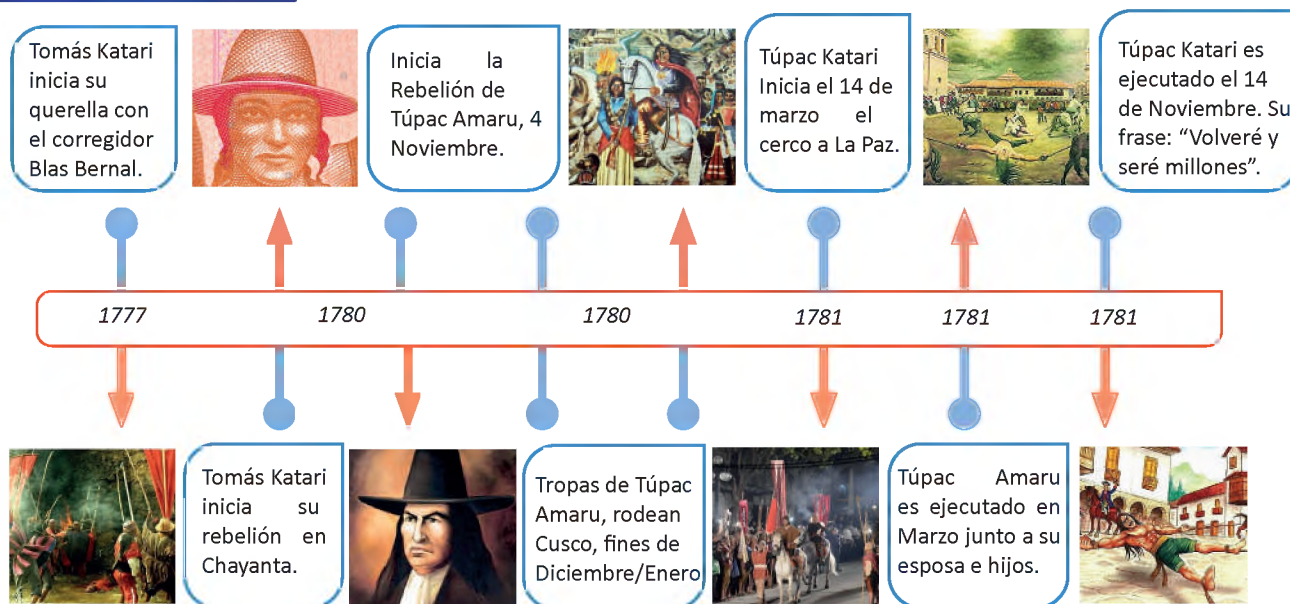 Tomás Katari
inicia su
querella con
el corregidor
Blas Bernal.
Inicia la
Rebelión de
Túpac Amaru, 4
Noviembre.
Túpac Katari
Inicia el 14 de
marzo el
cerco a La Paz.
Túpac Katari es
ejecutado el 14
de Noviembre. Su
frase: “Volveré y
seré millones”.
1777 1780 1780 1781 1781 1781
Tomás Katari
inicia su
rebelión en
Chayanta.
Tropas de Túpac
Amaru, rodean
Cusco, fines de
Diciembre/Enero
Túpac Amaru
es ejecutado en
Marzo junto a su
esposa e hijos.